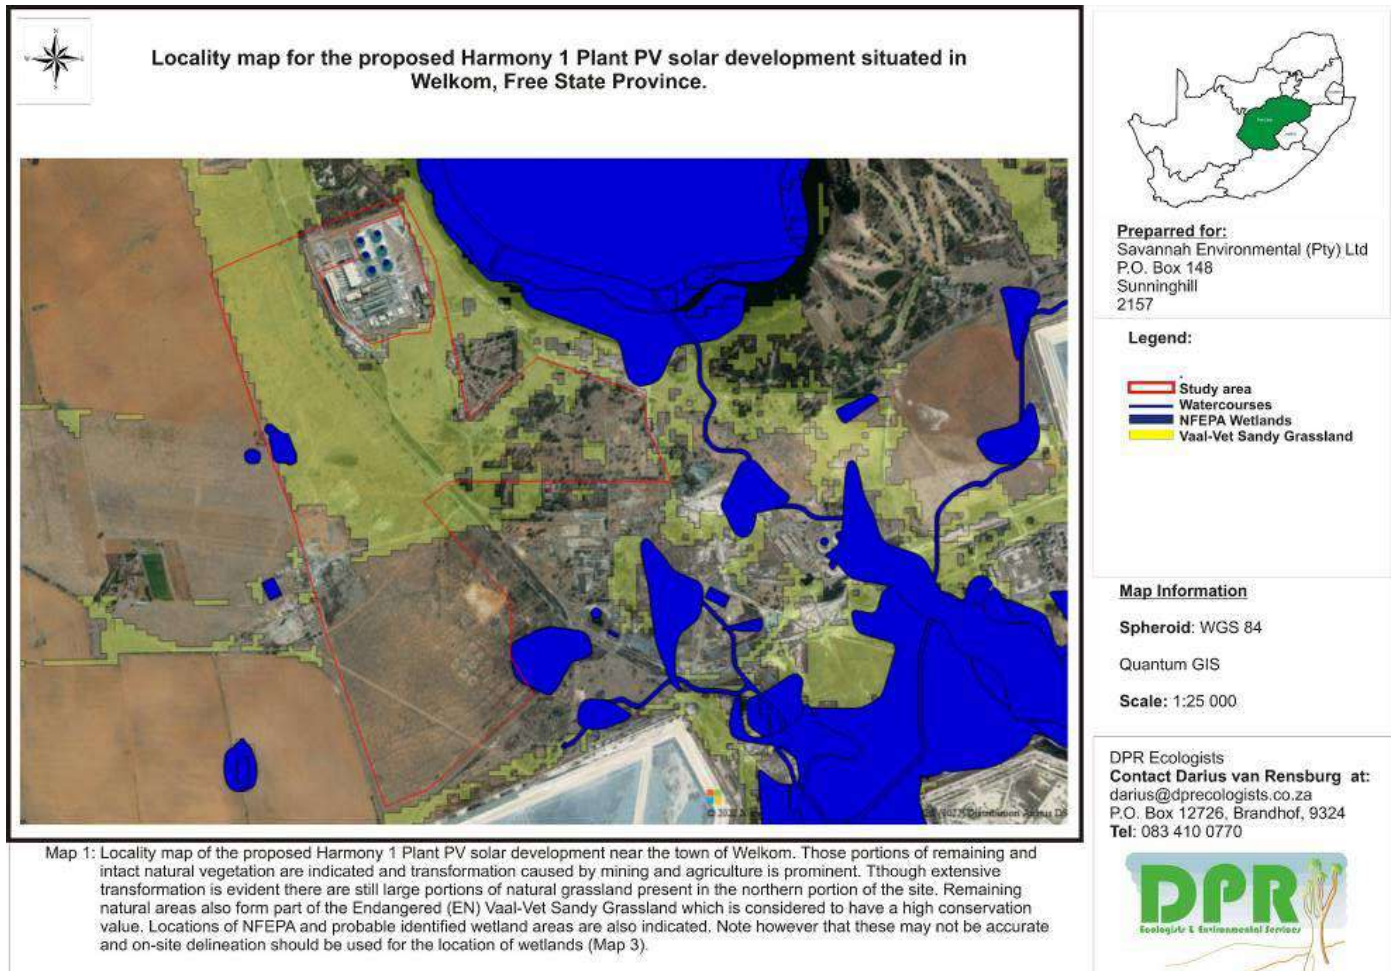 Locality map for the proposed Harmony 1 Plant PV solar development situated in
Welkom, Free State Province.
Preparred for:
Savannah Environmental (Pty) Ltd
P.O. Box 148
Sunninghill
2157
Legend:
Study area
Watercourses
NFEPA Wetlands
Vaal-Vet Sandy Grassland
Map Information
Spheroid: WGS 84
Quantum GIS
Scale: 1:25 000
DPR Ecologists
Contact Darius van Rensburg at:
darius@dprecologists.co.za
P.O. Box 12726, Brandhof, 9324
Tel: 083 410 0770
DPR
Ecologists & Environmental Services
Map 1: Locality map of the proposed Harmony 1 Plant PV solar development near the town of Welkom. Those portions of remaining and
intact natural vegetation are indicated and transformation caused by mining and agriculture is prominent. Tthough extensive
transformation is evident there are still large portions of natural grassland present in the northern portion of the site. Remaining
natural areas also form part of the Endangered (EN) Vaal-Vet Sandy Grassland which is considered to have a high conservation
value. Locations of NFEPA and probable identified wetland areas are also indicated. Note however that these may not be accurate
and on-site delineation should be used for the location of wetlands (Map 3).